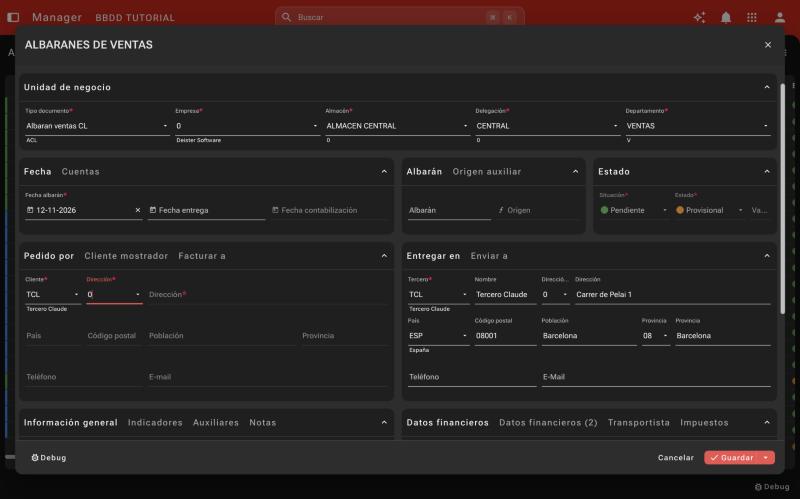 Manager BBDD TUTORIAL Buscar ⌘ K
ALBARANES DE VENTAS
Unidad de negocio
Tipo documento* Empresa* Almacén* Delegación* Departamento*
Albaran ventas CL 0 ALMACEN CENTRAL CENTRAL VENTAS
ACL Deister Software 0 0 V
Fecha Cuentas
Fecha albarán*
12-11-2026 Fecha entrega Fecha contabilización
Albarán Origen auxiliar
Albarán Origen
Estado
Situación* Estado*
Pendiente Provisional Va...
Pedido por Cliente mostrador Facturar a
Cliente* Dirección*
TCL 0 Dirección*
Tercero Claude
País Código postal Población Provincia
Teléfono E-mail
Entregar en Enviar a
Tercero* Nombre Direcció... Dirección
TCL Tercero Claude 0 Carrer de Pelai 1
Tercero Claude
País Código postal Población Provincia Provincia
ESP 08001 Barcelona 08 Barcelona
España
Teléfono E-Mail
Información general Indicadores Auxiliares Notas
Datos financieros Datos financieros (2) Transportista Impuestos
Debug Cancelar Guardar
Debug